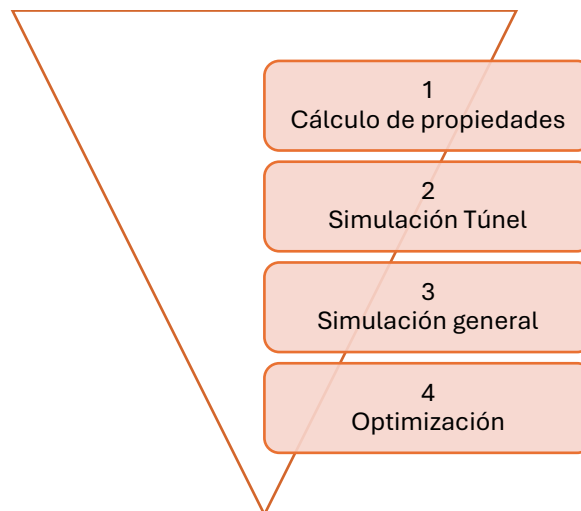 1
Cálculo de propiedades
2
Simulación Túnel
3
Simulación general
4
Optimización